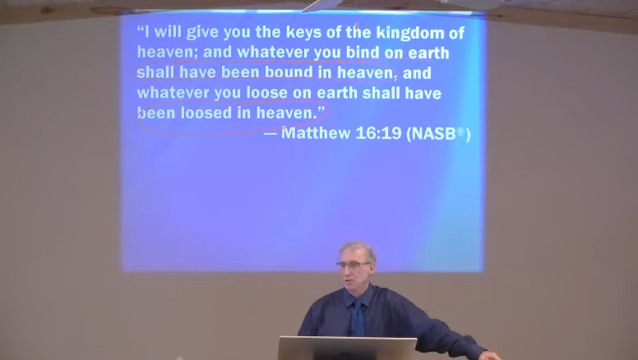 “I will give you the keys of the kingdom of
heaven; and whatever you bind on earth
shall have been bound in heaven, and
whatever you loose on earth shall have
been loosed in heaven.”
— Matthew 16:19 (NASB®)